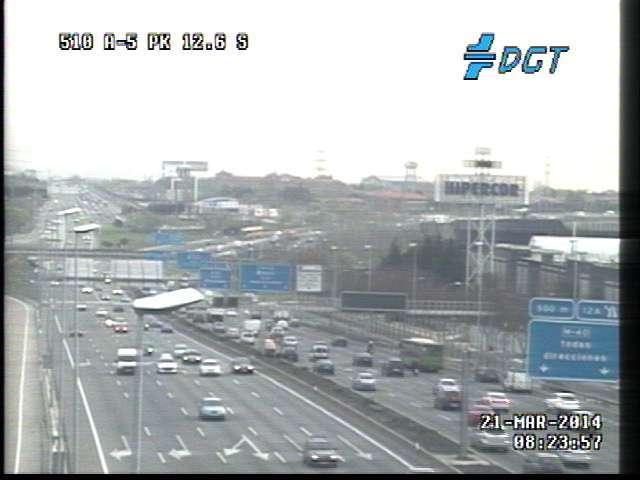 510 A-5 PK 12.6 S
DGT
HIPERCOR
500 m
12A
M-40
todas
direcciones
21-MAR-2014
08:23:57